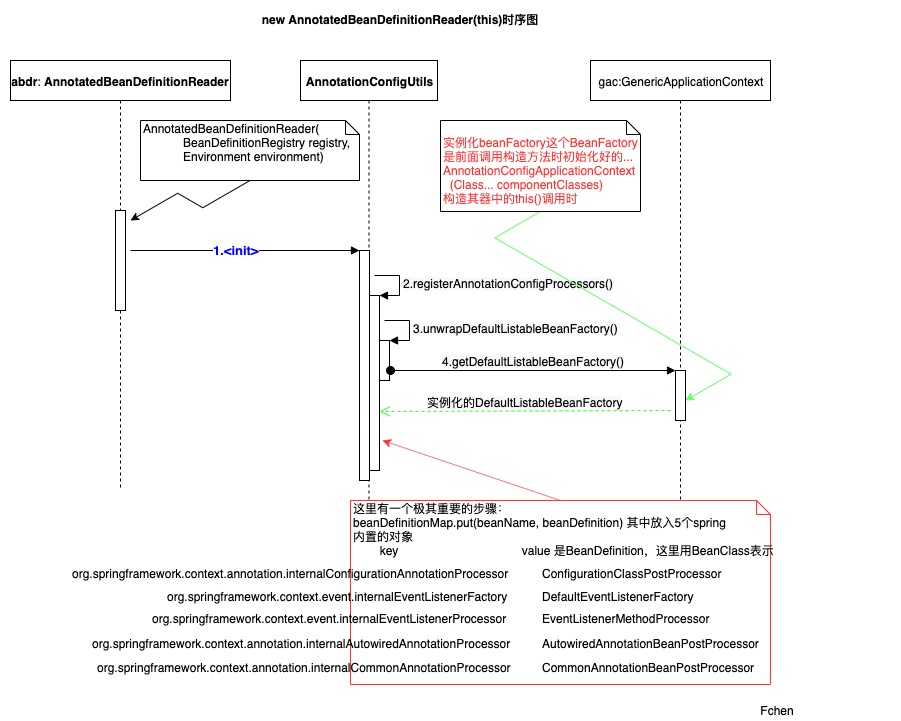 new AnnotatedBeanDefinitionReader(this)时序图
abdr: AnnotatedBeanDefinitionReader
AnnotationConfigUtils
gac:GenericApplicationContext
AnnotatedBeanDefinitionReader(
BeanDefinitionRegistry registry,
Environment environment)
实例化beanFactory这个BeanFactory
是前面调用构造方法时初始化好的...
AnnotationConfigApplicationContext
(Class... componentClasses)
构造其器中的this()调用时
1.<init>
2.registerAnnotationConfigProcessors()
3.unwrapDefaultListableBeanFactory()
4.getDefaultListableBeanFactory()
实例化的DefaultListableBeanFactory
这里有一个极其重要的步骤：
beanDefinitionMap.put(beanName, beanDefinition) 其中放入5个spring
内置的对象
key value 是BeanDefinition，这里用BeanClass表示
org.springframework.context.annotation.internalConfigurationAnnotationProcessor ConfigurationClassPostProcessor
org.springframework.context.event.internalEventListenerFactory DefaultEventListenerFactory
org.springframework.context.event.internalEventListenerProcessor EventListenerMethodProcessor
org.springframework.context.annotation.internalAutowiredAnnotationProcessor AutowiredAnnotationBeanPostProcessor
org.springframework.context.annotation.internalCommonAnnotationProcessor CommonAnnotationBeanPostProcessor
Fchen